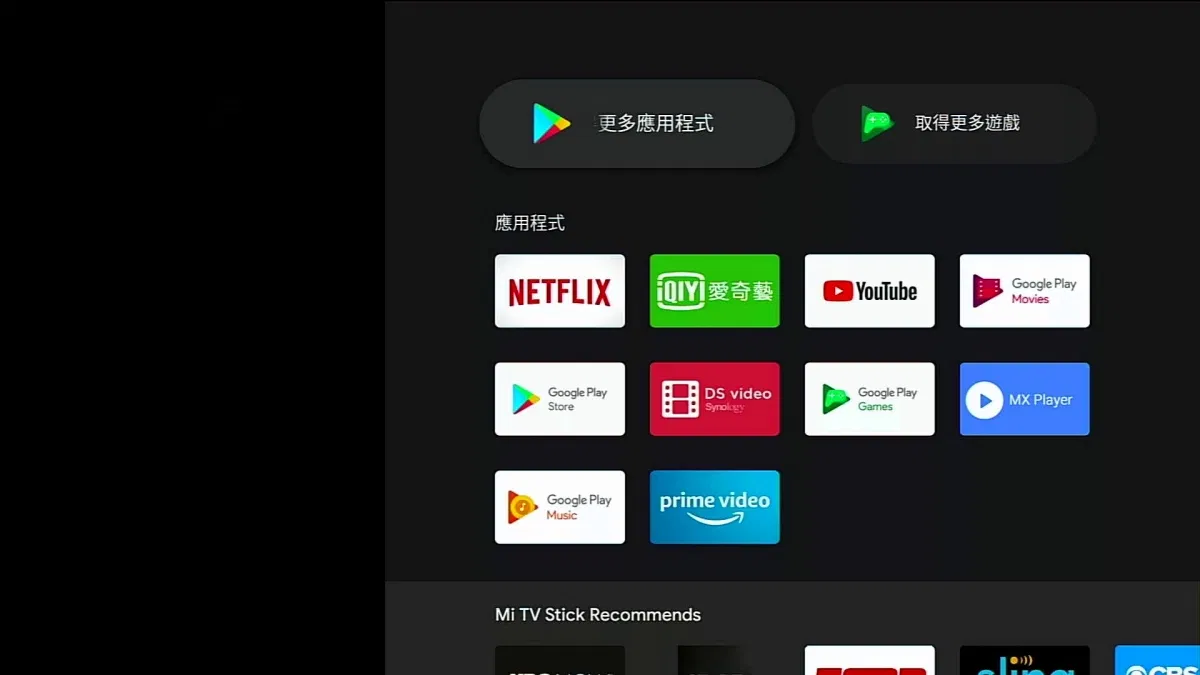 更多應用程式
取得更多遊戲
應用程式
NETFLIX
iQIYI 愛奇藝
YouTube
Google Play
Movies
Google Play
Store
DS video
Synology
Google Play
Games
MX Player
Google Play
Music
prime video
Mi TV Stick Recommends
sling
CBS